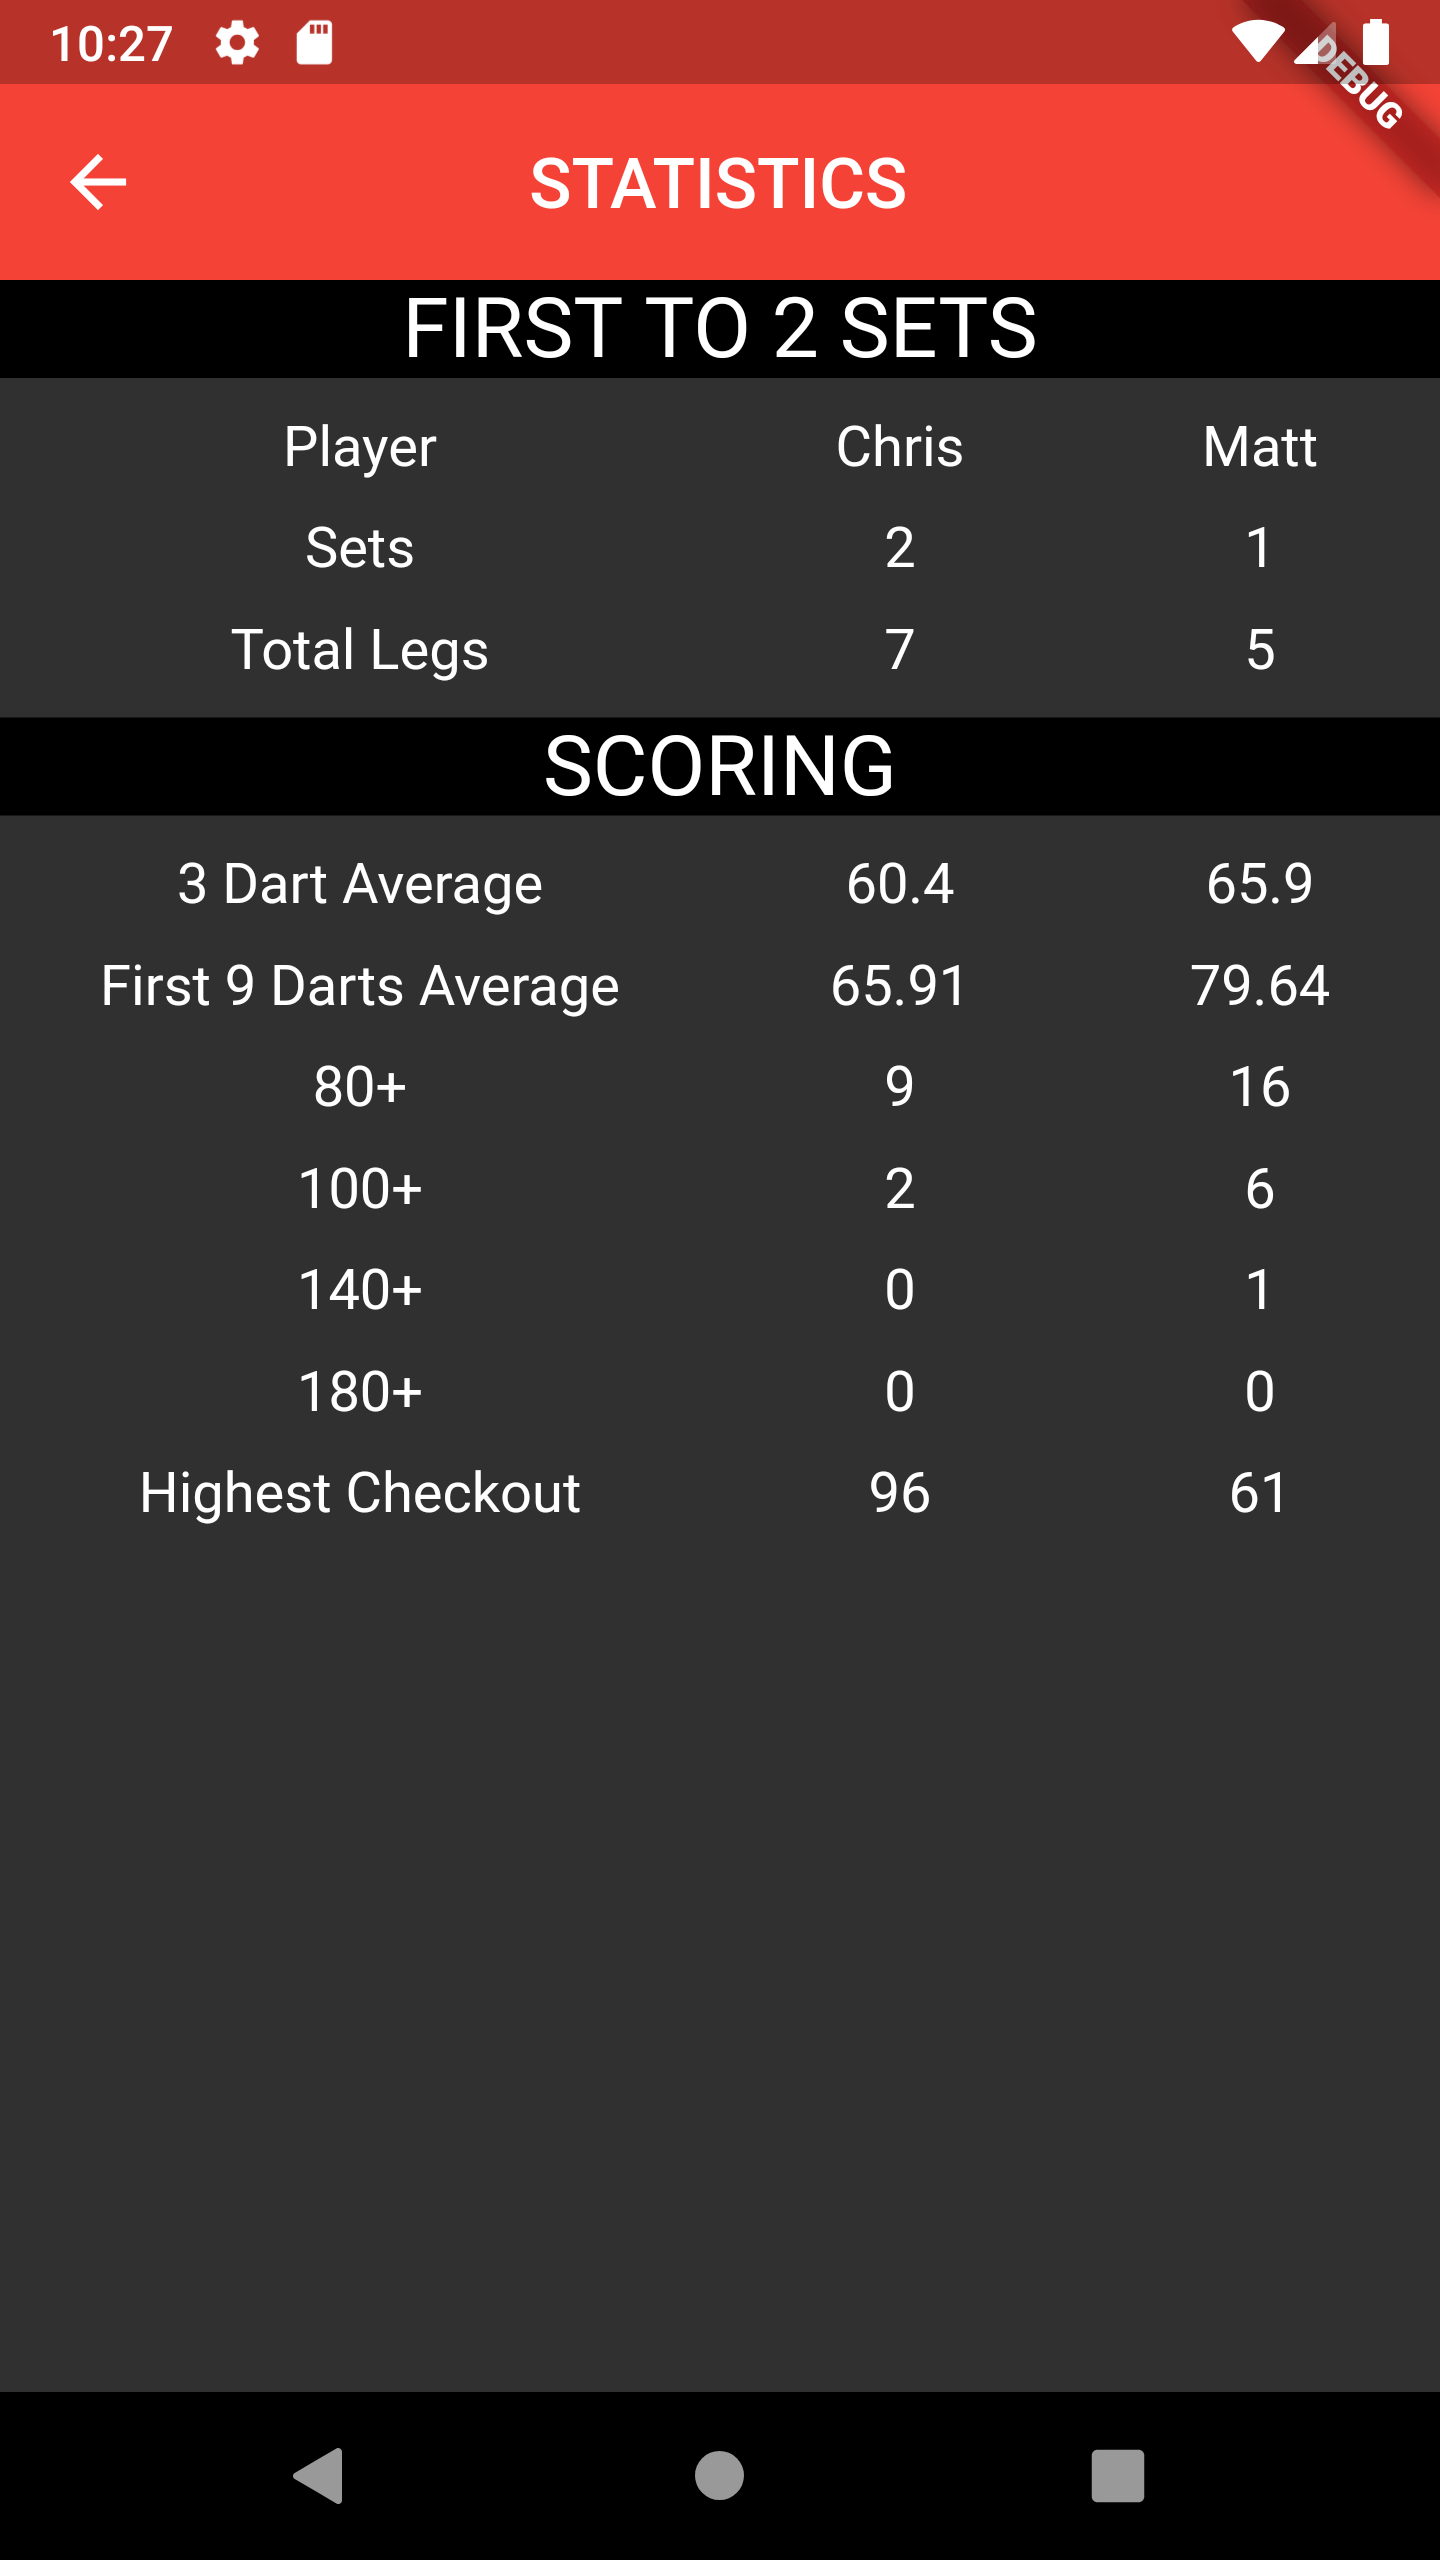 10:27
DEBUG
STATISTICS
FIRST TO 2 SETS
Player Chris Matt
Sets 2 1
Total Legs 7 5
SCORING
3 Dart Average 60.4 65.9
First 9 Darts Average 65.91 79.64
80+ 9 16
100+ 2 6
140+ 0 1
180+ 0 0
Highest Checkout 96 61